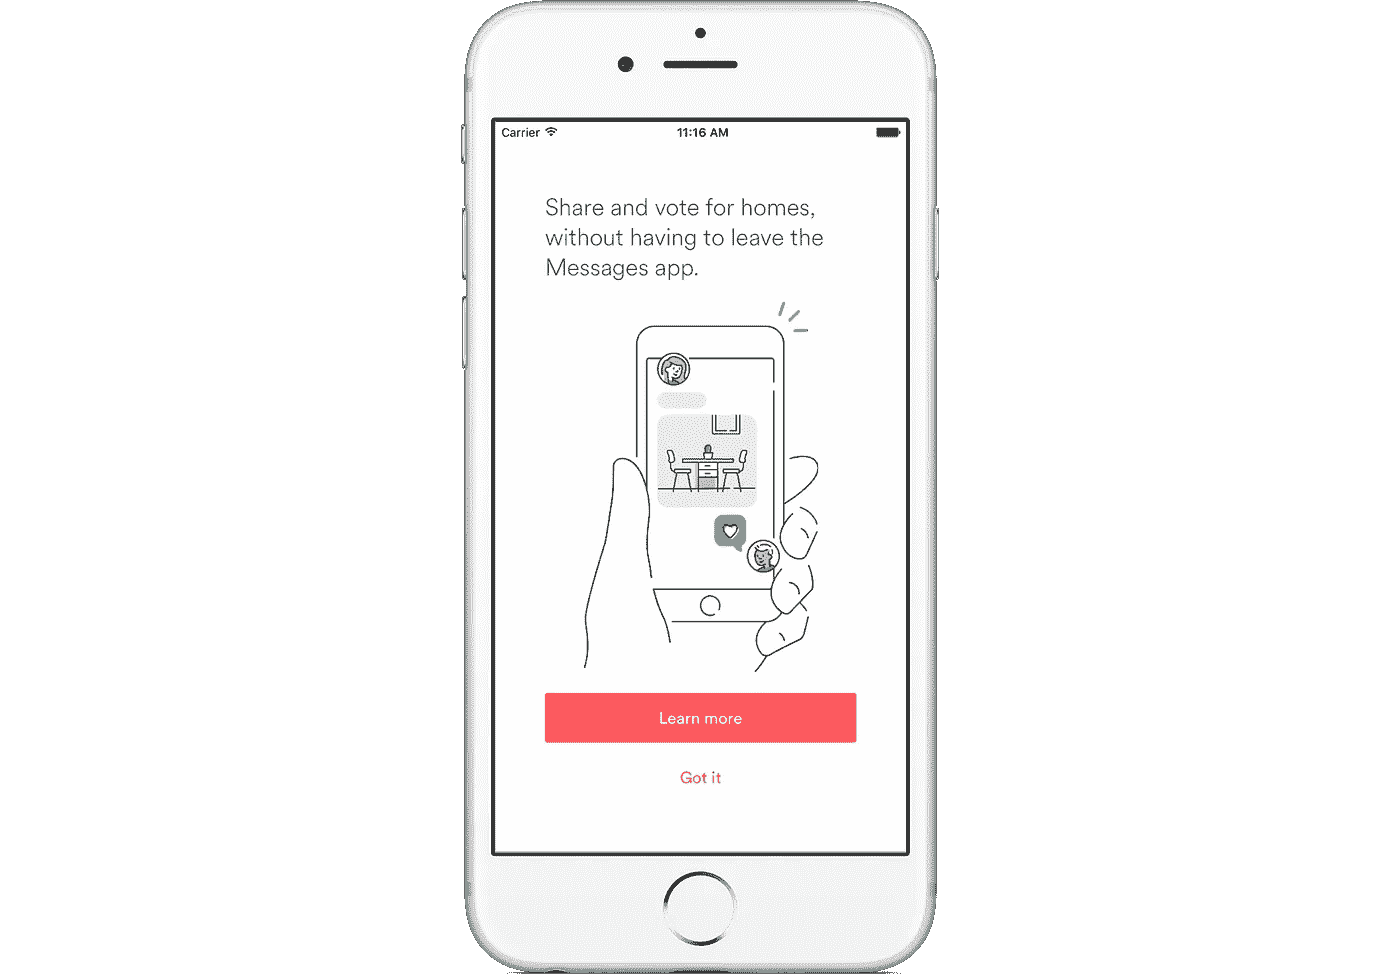 Carrier 11:16 AM
Share and vote for homes,
without having to leave the
Messages app.
Learn more
Got it